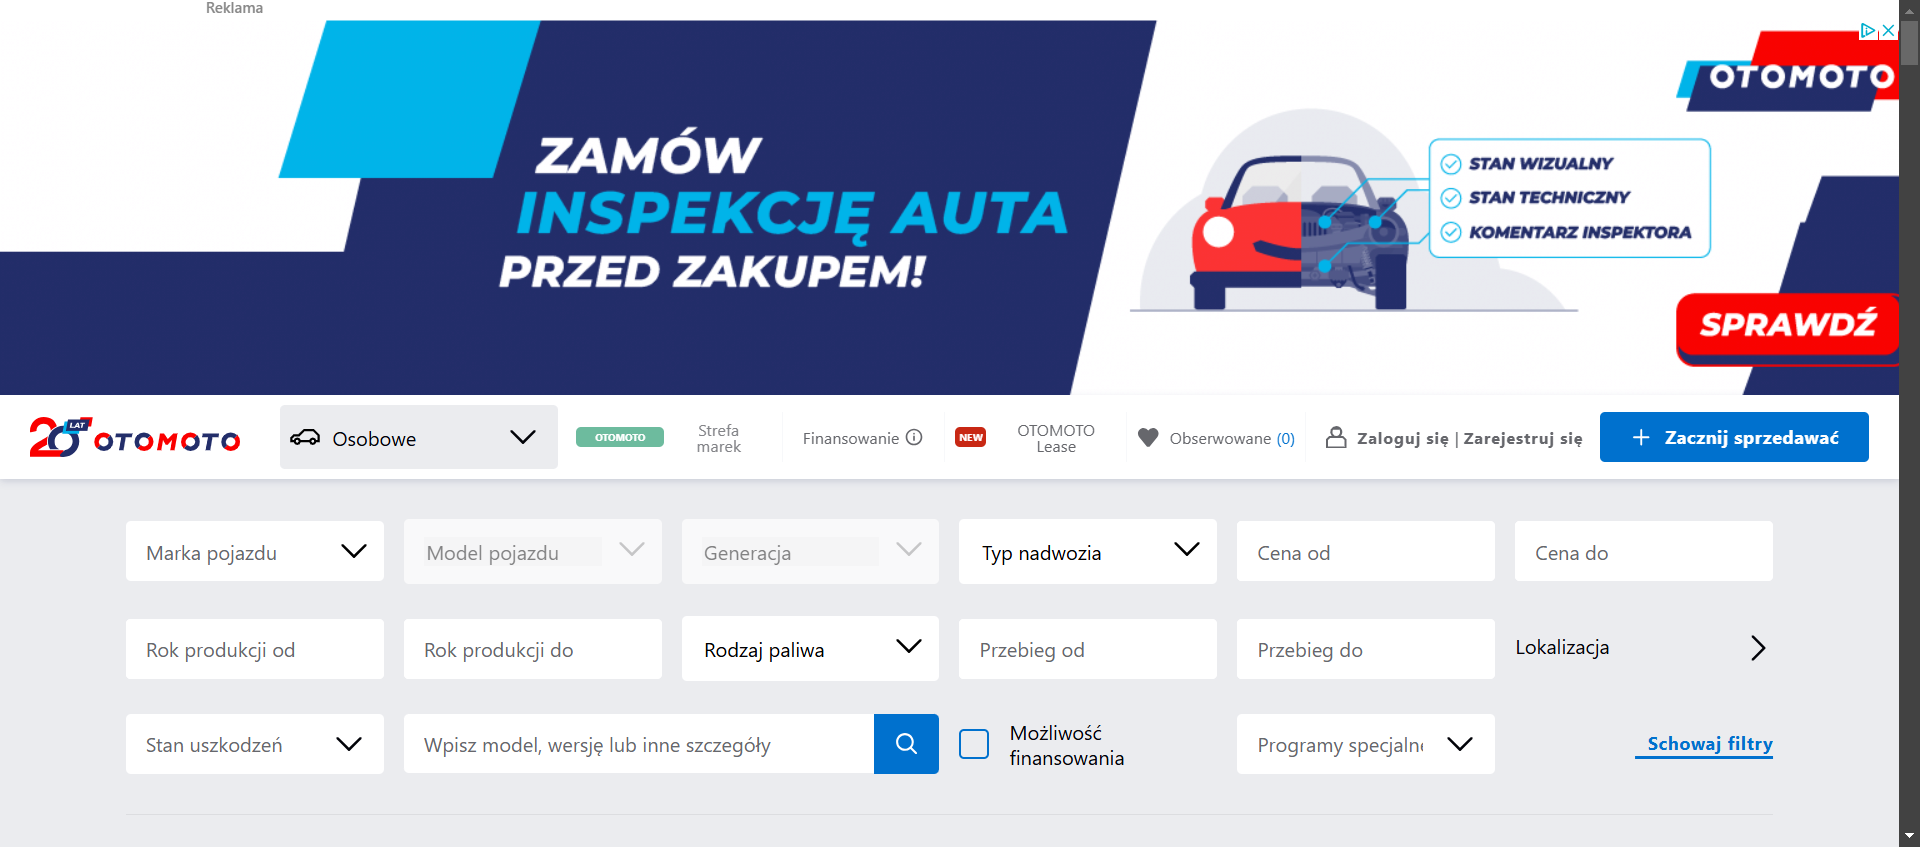 Reklama
OTOMOTO
ZAMÓW
INSPEKCJĘ AUTA
PRZED ZAKUPEM!
STAN WIZUALNY
STAN TECHNICZNY
KOMENTARZ INSPEKTORA
SPRAWDŹ
20 LAT OTOMOTO
Osobowe
OTOMOTO
Strefa
marek
Finansowanie
NEW
OTOMOTO
Lease
Obserwowane (0)
Zaloguj się | Zarejestruj się
+ Zacznij sprzedawać
Marka pojazdu
Model pojazdu
Generacja
Typ nadwozia
Cena od
Cena do
Rok produkcji od
Rok produkcji do
Rodzaj paliwa
Przebieg od
Przebieg do
Lokalizacja
Stan uszkodzeń
Wpisz model, wersję lub inne szczegóły
Możliwość
finansowania
Programy specjalne
Schowaj filtry